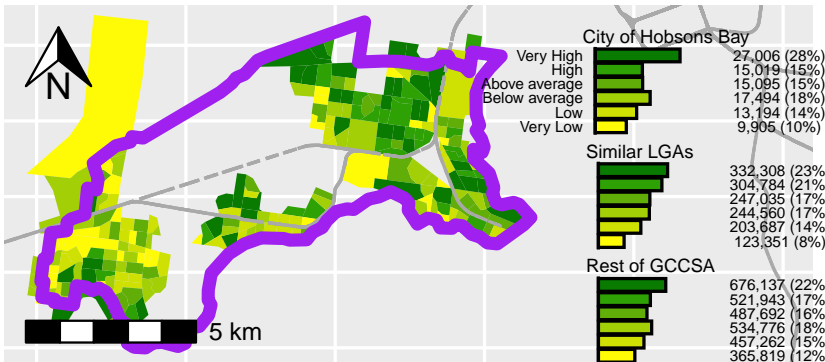 City of Hobsons Bay
Very High 27,006 (28%)
High 15,019 (15%)
Above average 15,095 (15%)
Below average 17,494 (18%)
Low 13,194 (14%)
Very Low 9,905 (10%)
Similar LGAs
332,308 (23%
304,784 (21%
247,035 (17%
244,560 (17%
203,687 (14%
123,351 (8%)
Rest of GCCSA
676,137 (22%
521,943 (17%
487,692 (16%
534,776 (18%
457,262 (15%
365,819 (12%
N
5 km